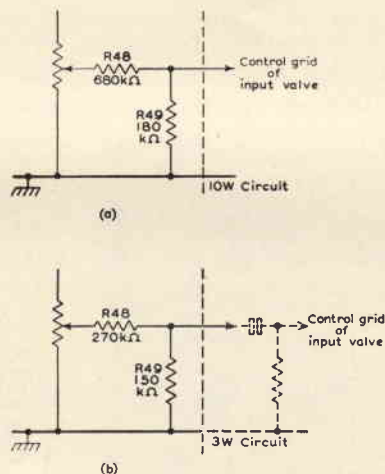 R48
680kΩ
Control grid
of
input valve
R49
180
kΩ
10W Circuit
(a)
R48
270kΩ
Control grid
of
input valve
R49
150
kΩ
3W Circuit
(b)